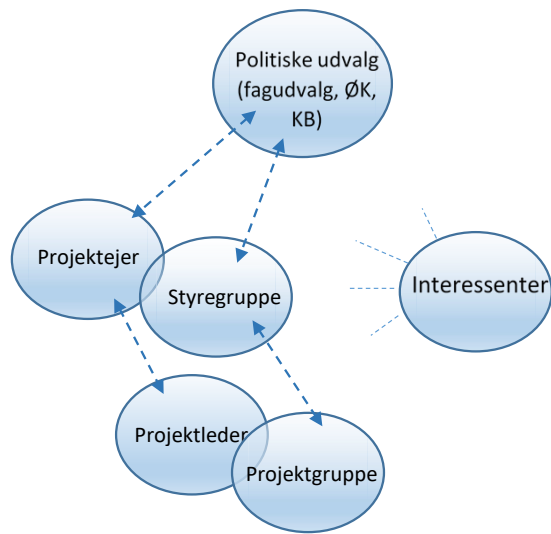 Politiske udvalg
(fagudvalg, ØK,
KB)
Projektejer
Styregruppe
Interessenter
Projektleder
Projektgruppe